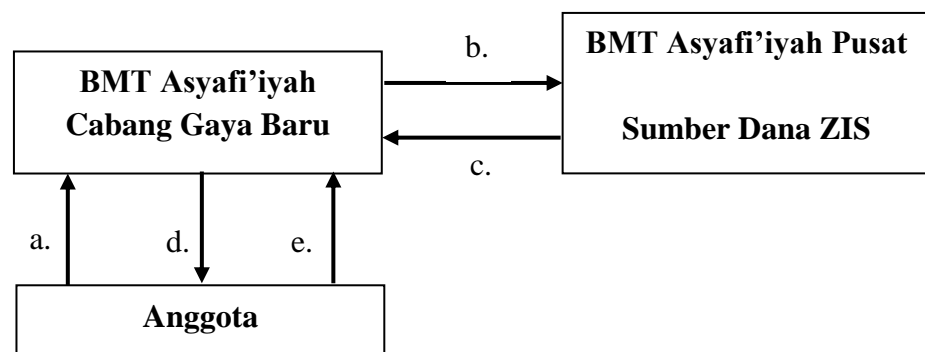 BMT Asyafi’iyah
Cabang Gaya Baru
b.
c.
BMT Asyafi’iyah Pusat
Sumber Dana ZIS
a.
d.
e.
Anggota